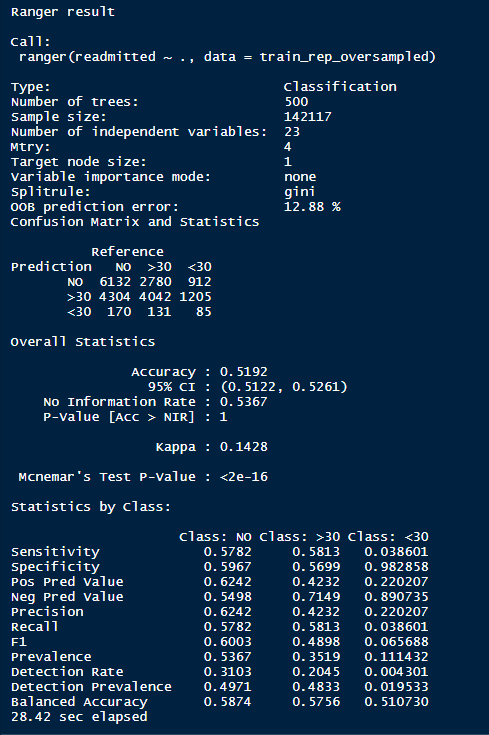 Ranger result
Call:
 ranger(readmitted ~ ., data = train_rep_oversampled)
Type:                             Classification
Number of trees:                  500
Sample size:                      142117
Number of independent variables:  23
Mtry:                             4
Target node size:                 1
Variable importance mode:         none
Splitrule:                        gini
OOB prediction error:             12.88 %
Confusion Matrix and Statistics
          Reference
Prediction   NO  >30  <30
       NO  6132 2780  912
       >30 4304 4042 1205
       <30  170  131   85
Overall Statistics
               Accuracy : 0.5192
                 95% CI : (0.5122, 0.5261)
    No Information Rate : 0.5367
    P-Value [Acc > NIR] : 1
                  Kappa : 0.1428
 Mcnemar's Test P-Value : <2e-16
Statistics by Class:
                     Class: NO Class: >30 Class: <30
Sensitivity             0.5782     0.5813   0.038601
Specificity             0.5967     0.5699   0.982858
Pos Pred Value          0.6242     0.4232   0.220207
Neg Pred Value          0.5498     0.7149   0.890735
Precision               0.6242     0.4232   0.220207
Recall                  0.5782     0.5813   0.038601
F1                      0.6003     0.4898   0.065688
Prevalence              0.5367     0.3519   0.111432
Detection Rate          0.3103     0.2045   0.004301
Detection Prevalence    0.4971     0.4833   0.019533
Balanced Accuracy       0.5874     0.5756   0.510730
28.42 sec elapsed